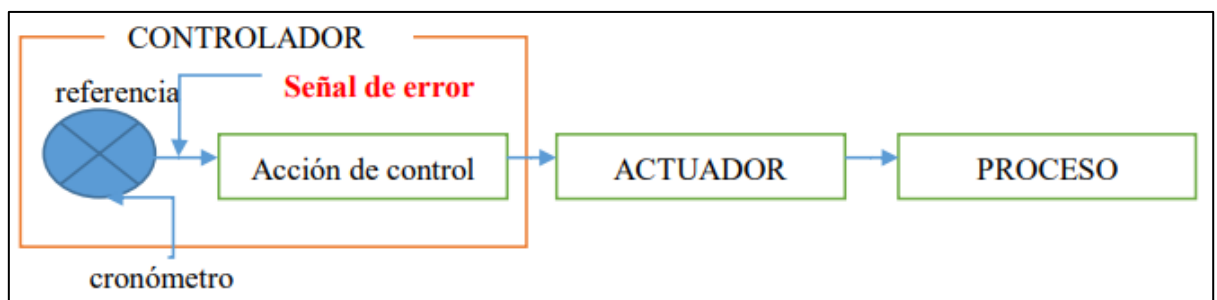 CONTROLADOR
referencia
Señal de error
Acción de control
ACTUADOR
PROCESO
cronómetro